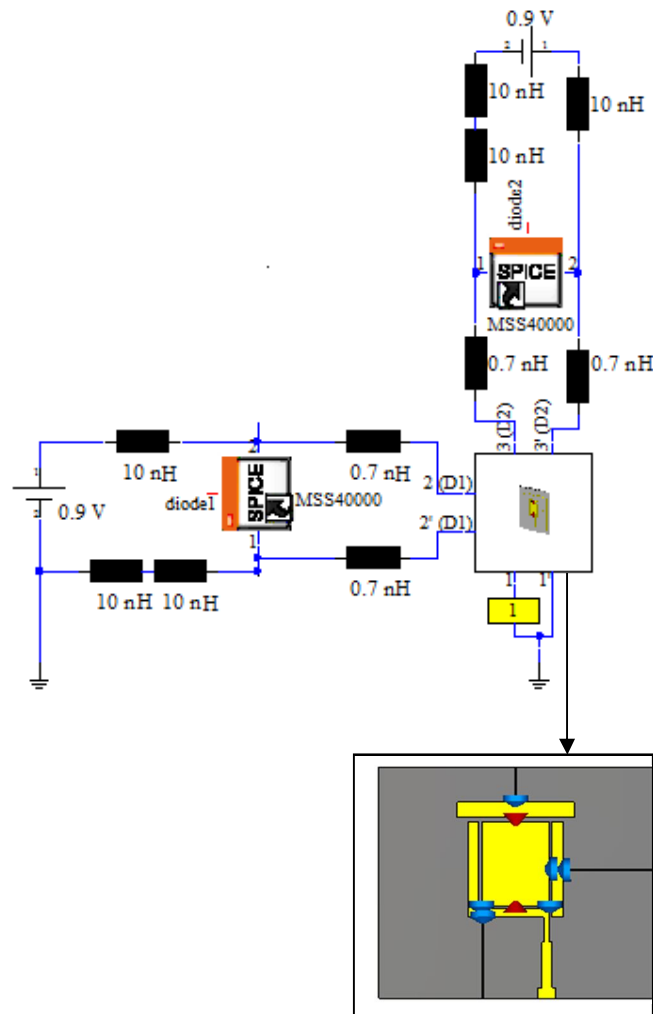 0.9 V
2 1
10 nH
10 nH
10 nH
diode2
1 SPICE 2
MSS40000
0.7 nH
0.7 nH
3 (D2)
3' (D2)
10 nH
2
0.7 nH
2 (D1)
1
diode1
SPICE
MSS40000
2
0.9 V
2' (D1)
1
10 nH
10 nH
0.7 nH
1
1'
1